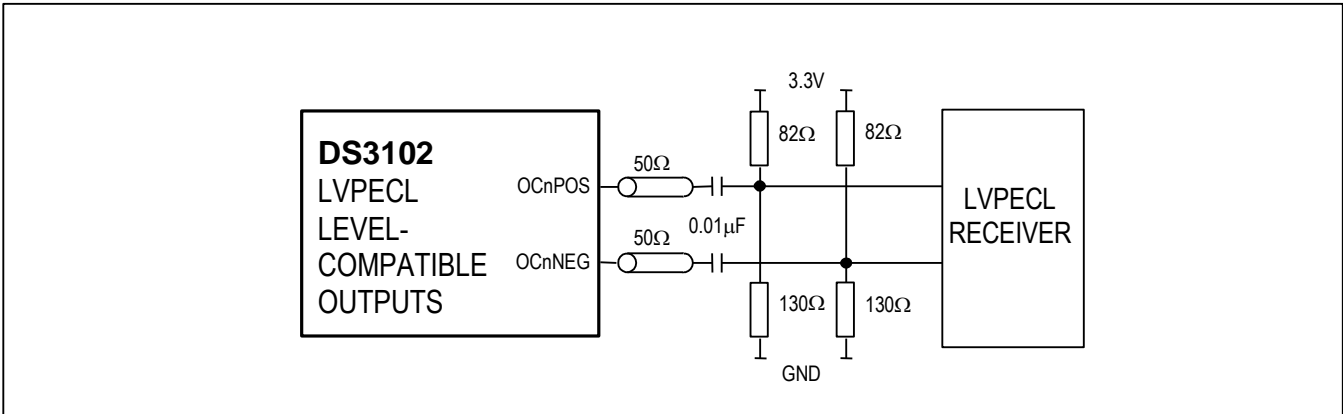 3.3V
82Ω
82Ω
DS3102
LVPECL
LEVEL-
COMPATIBLE
OUTPUTS
OCnPOS
50Ω
OCnNEG
50Ω
0.01µF
LVPECL
RECEIVER
130Ω
130Ω
GND